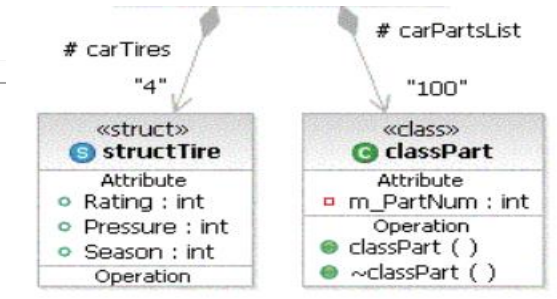 # carTires
# carPartsList
"4"
"100"
«struct»
S structTire
Attribute
Rating : int
Pressure : int
Season : int
Operation
«class»
C classPart
Attribute
m_PartNum : int
Operation
classPart ( )
~classPart ( )